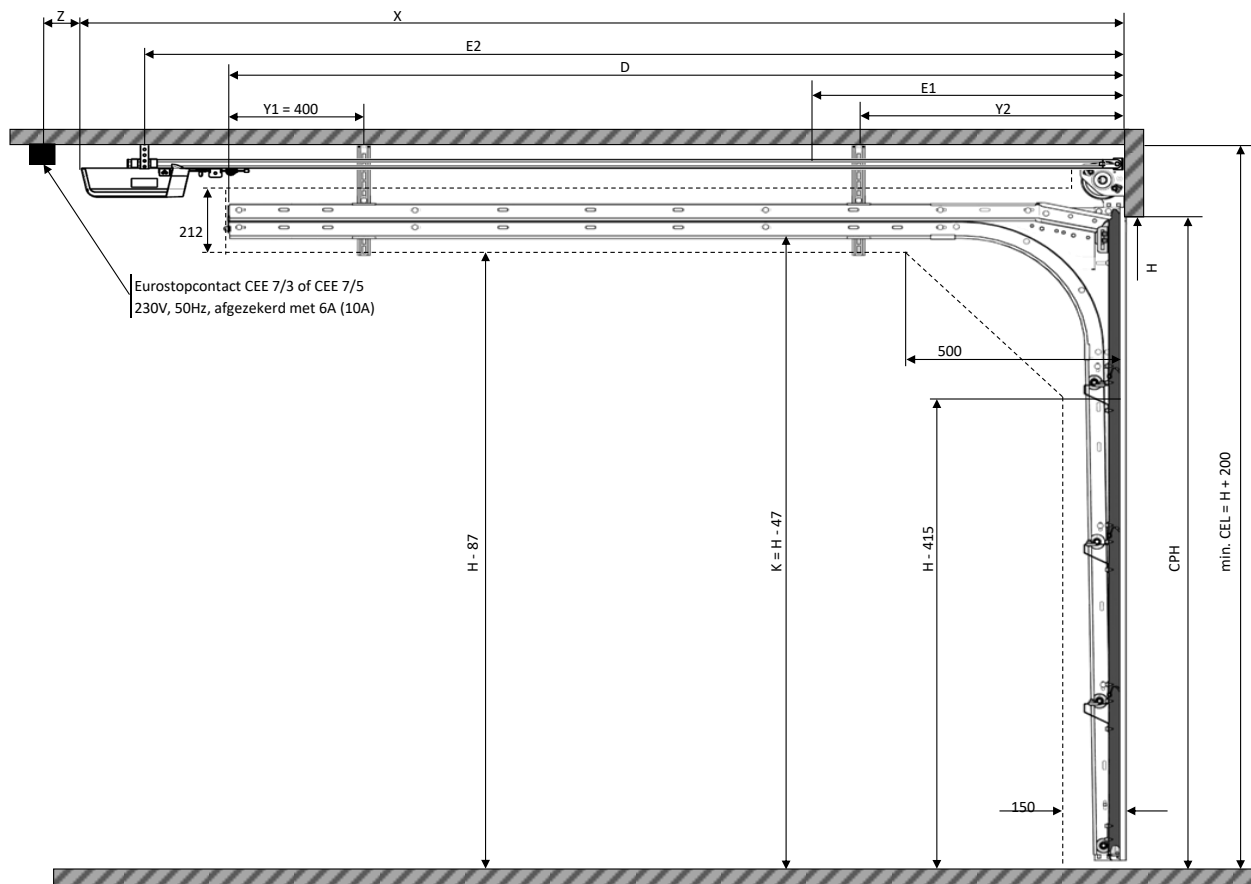 Z
X
E2
D
E1
Y1 = 400
Y2
212
H
Eurostopcontact CEE 7/3 of CEE 7/5
230V, 50Hz, afgezekerd met 6A (10A)
500
H - 87
K = H - 47
H - 415
CPH
min. CEL = H + 200
150